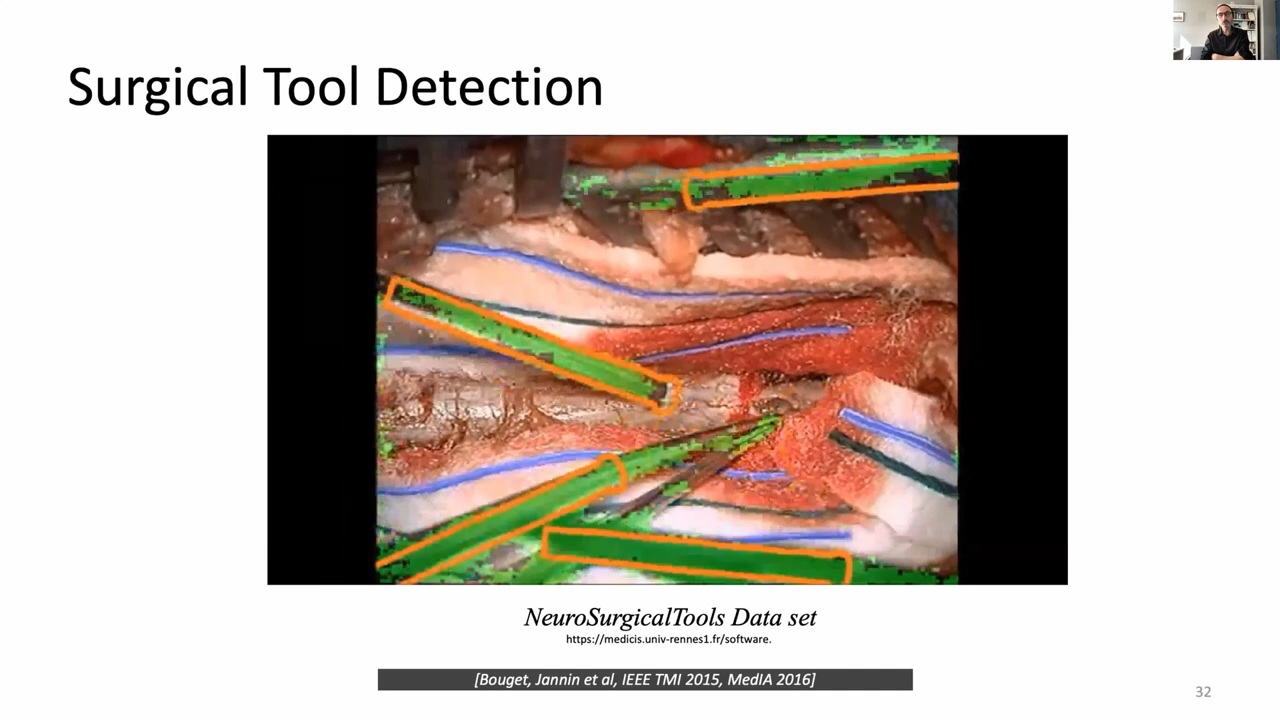 Surgical Tool Detection
NeuroSurgicalTools Data set
https://medicis.univ-rennes1.fr/software.
[Bouget, Jannin et al, IEEE TMI 2015, MedIA 2016]
32